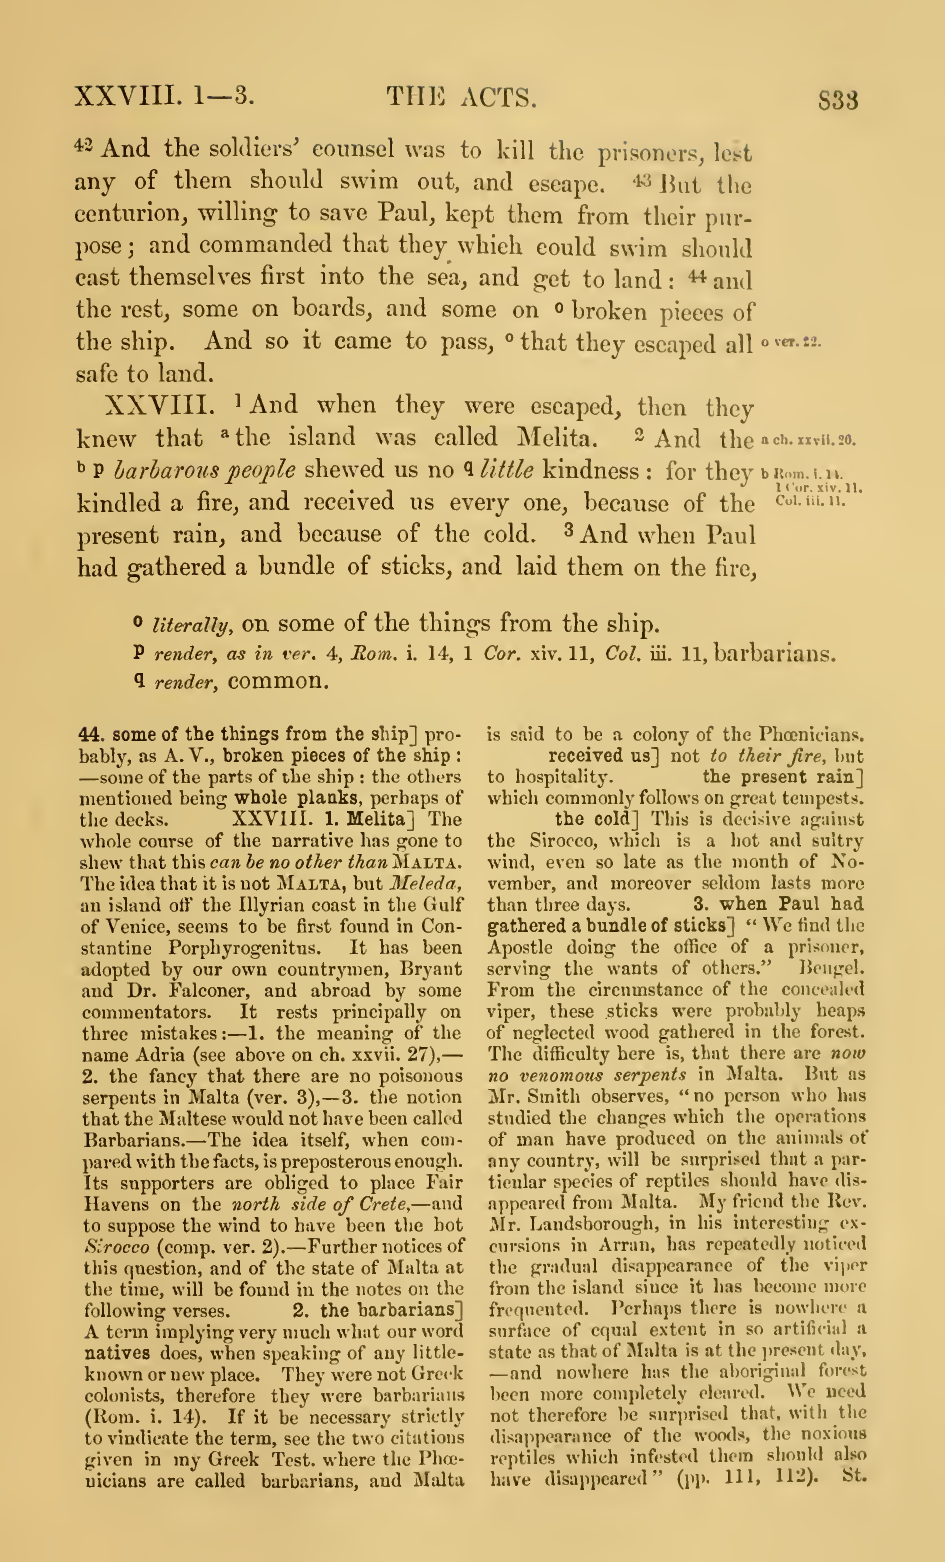 XXVIII. 1—3. THE ACTS. 833
42 And the soldiers' counsel was to kill the prisoners, lest
any of them should swim out, and escape. 43 But the
centurion, willing to save Paul, kept them from their pur-
pose; and commanded that they which could swim should
cast themselves first into the sea, and get to land: 44 and
the rest, some on boards, and some on o broken pieces of
the ship. And so it came to pass, o that they escaped all
safe to land.
o ver. 22.
XXVIII. 1 And when they were escaped, then they
knew that a the island was called Melita. 2 And the
a ch. xxvii. 26.
b p barbarous people shewed us no q little kindness: for they
b Rom. i. 14.
1 Cor. xiv. 11.
Col. iii. 11.
kindled a fire, and received us every one, because of the
present rain, and because of the cold. 3 And when Paul
had gathered a bundle of sticks, and laid them on the fire,
o literally, on some of the things from the ship.
p render, as in ver. 4, Rom. i. 14, 1 Cor. xiv. 11, Col. iii. 11, barbarians.
q render, common.
44. some of the things from the ship] pro-
bably, as A. V., broken pieces of the ship:
—some of the parts of the ship: the others
mentioned being whole planks, perhaps of
the decks. XXVIII. 1. Melita] The
whole course of the narrative has gone to
shew that this can be no other than MALTA.
The idea that it is not MALTA, but Meleda,
an island off the Illyrian coast in the Gulf
of Venice, seems to be first found in Con-
stantine Porphyrogenitus. It has been
adopted by our own countrymen, Bryant
and Dr. Falconer, and abroad by some
commentators. It rests principally on
three mistakes:—1. the meaning of the
name Adria (see above on ch. xxvii. 27),—
2. the fancy that there are no poisonous
serpents in Malta (ver. 3),—3. the notion
that the Maltese would not have been called
Barbarians.—The idea itself, when com-
pared with the facts, is preposterous enough.
Its supporters are obliged to place Fair
Havens on the north side of Crete,—and
to suppose the wind to have been the hot
Sirocco (comp. ver. 2).—Further notices of
this question, and of the state of Malta at
the time, will be found in the notes on the
following verses. 2. the barbarians]
A term implying very much what our word
natives does, when speaking of any little-
known or new place. They were not Greek
colonists, therefore they were barbarians
(Rom. i. 14). If it be necessary strictly
to vindicate the term, see the two citations
given in my Greek Test. where the Phœ-
nicians are called barbarians, and Malta
is said to be a colony of the Phœnicians.
received us] not to their fire, but
to hospitality. the present rain]
which commonly follows on great tempests.
the cold] This is decisive against
the Sirocco, which is a hot and sultry
wind, even so late as the month of No-
vember, and moreover seldom lasts more
than three days. 3. when Paul had
gathered a bundle of sticks] "We find the
Apostle doing the office of a prisoner,
serving the wants of others." Bengel.
From the circumstance of the concealed
viper, these sticks were probably heaps
of neglected wood gathered in the forest.
The difficulty here is, that there are now
no venomous serpents in Malta. But as
Mr. Smith observes, "no person who has
studied the changes which the operations
of man have produced on the animals of
any country, will be surprised that a par-
ticular species of reptiles should have dis-
appeared from Malta. My friend the Rev.
Mr. Landsborough, in his interesting ex-
cursions in Arran, has repeatedly noticed
the gradual disappearance of the viper
from the island since it has become more
frequented. Perhaps there is nowhere a
surface of equal extent in so artificial a
state as that of Malta is at the present day,
—and nowhere has the aboriginal forest
been more completely cleared. We need
not therefore be surprised that, with the
disappearance of the woods, the noxious
reptiles which infested them should also
have disappeared" (pp. 111, 112). St.